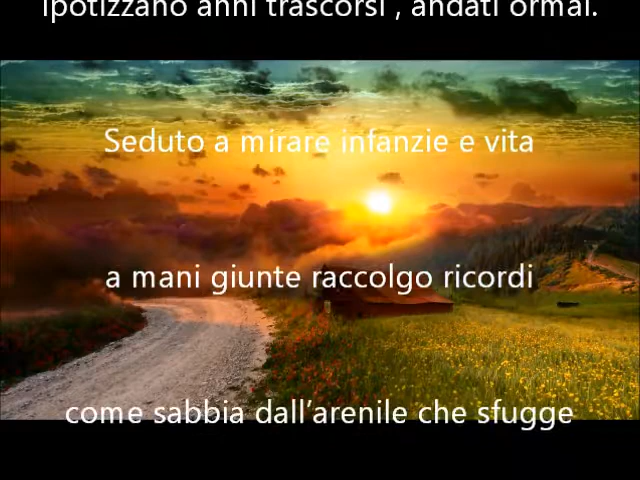 ipotizzano anni trascorsi , andati ormai.
Seduto a mirare infanzie e vita
a mani giunte raccolgo ricordi
come sabbia dall'arenile che sfugge